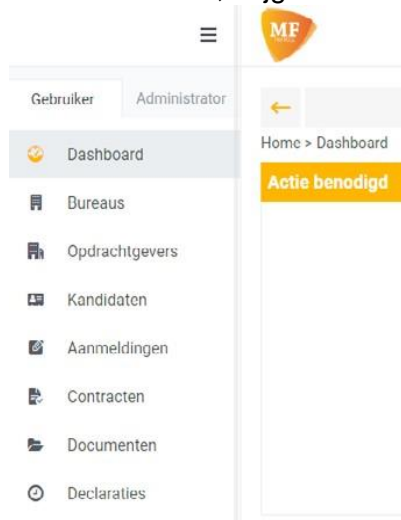 MF
Gebruiker Administrator
Home > Dashboard
Dashboard
Actie benodigd
Bureaus
Opdrachtgevers
Kandidaten
Aanmeldingen
Contracten
Documenten
Declaraties